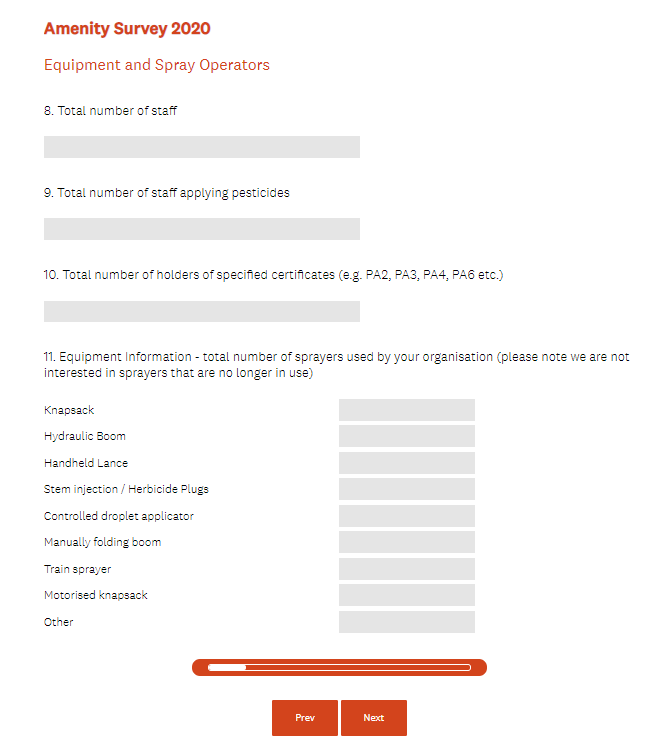 Amenity Survey 2020
Equipment and Spray Operators
8. Total number of staff
9. Total number of staff applying pesticides
10. Total number of holders of specified certificates (e.g. PA2, PA3, PA4, PA6 etc.)
11. Equipment Information - total number of sprayers used by your organisation (please note we are not
interested in sprayers that are no longer in use)
Knapsack
Hydraulic Boom
Handheld Lance
Stem injection / Herbicide Plugs
Controlled droplet applicator
Manually folding boom
Train sprayer
Motorised knapsack
Other
Prev
Next